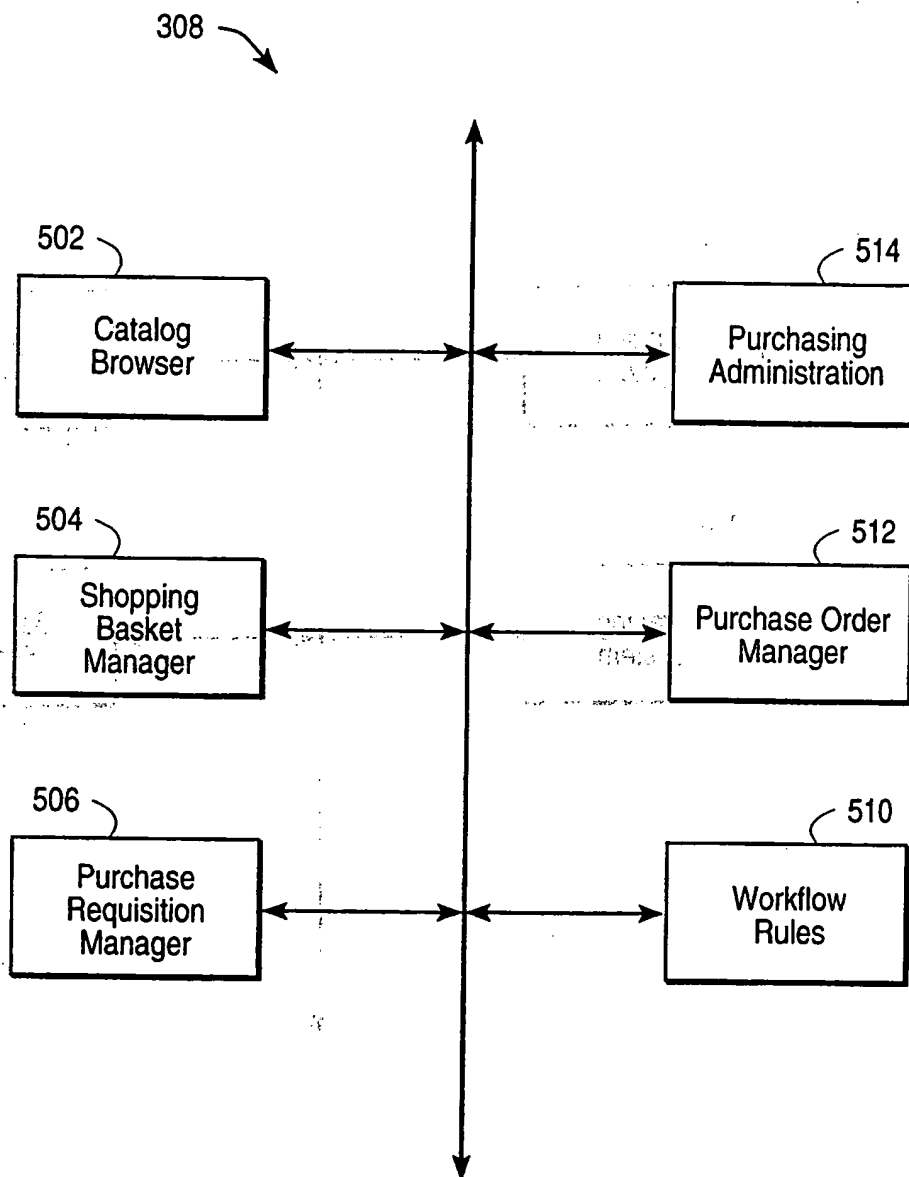 308
502
Catalog
Browser
514
Purchasing
Administration
504
Shopping
Basket
Manager
512
Purchase Order
Manager
506
Purchase
Requisition
Manager
510
Workflow
Rules